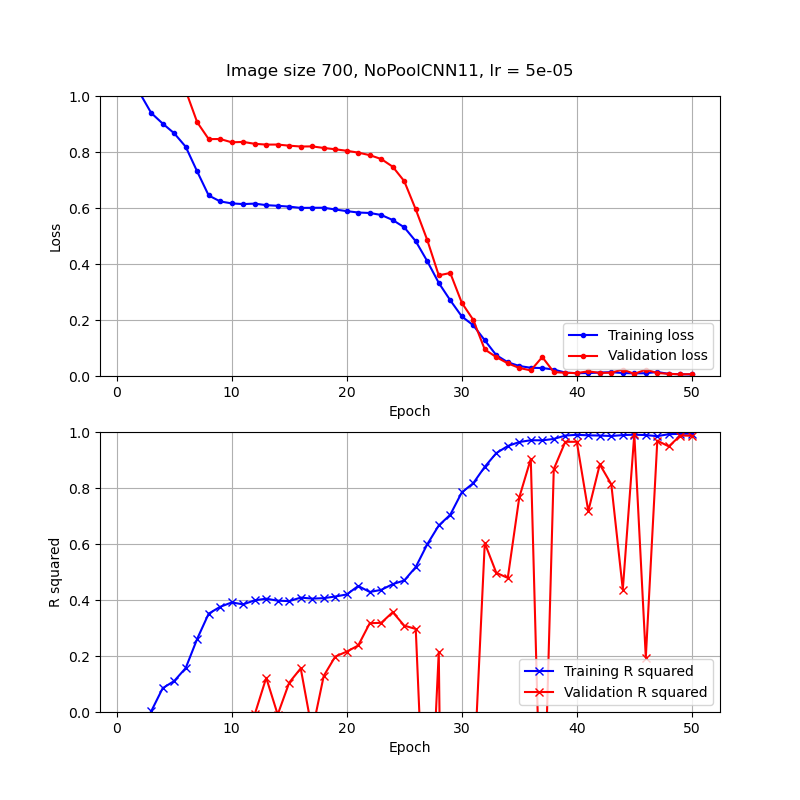 Image size 700, NoPoolCNN11, lr = 5e-05
1.0
0.8
0.6
0.4
0.2
0.0
Loss
0 10 20 30 40 50
Epoch
Training loss
Validation loss
1.0
0.8
0.6
0.4
0.2
0.0
R squared
0 10 20 30 40 50
Epoch
Training R squared
Validation R squared